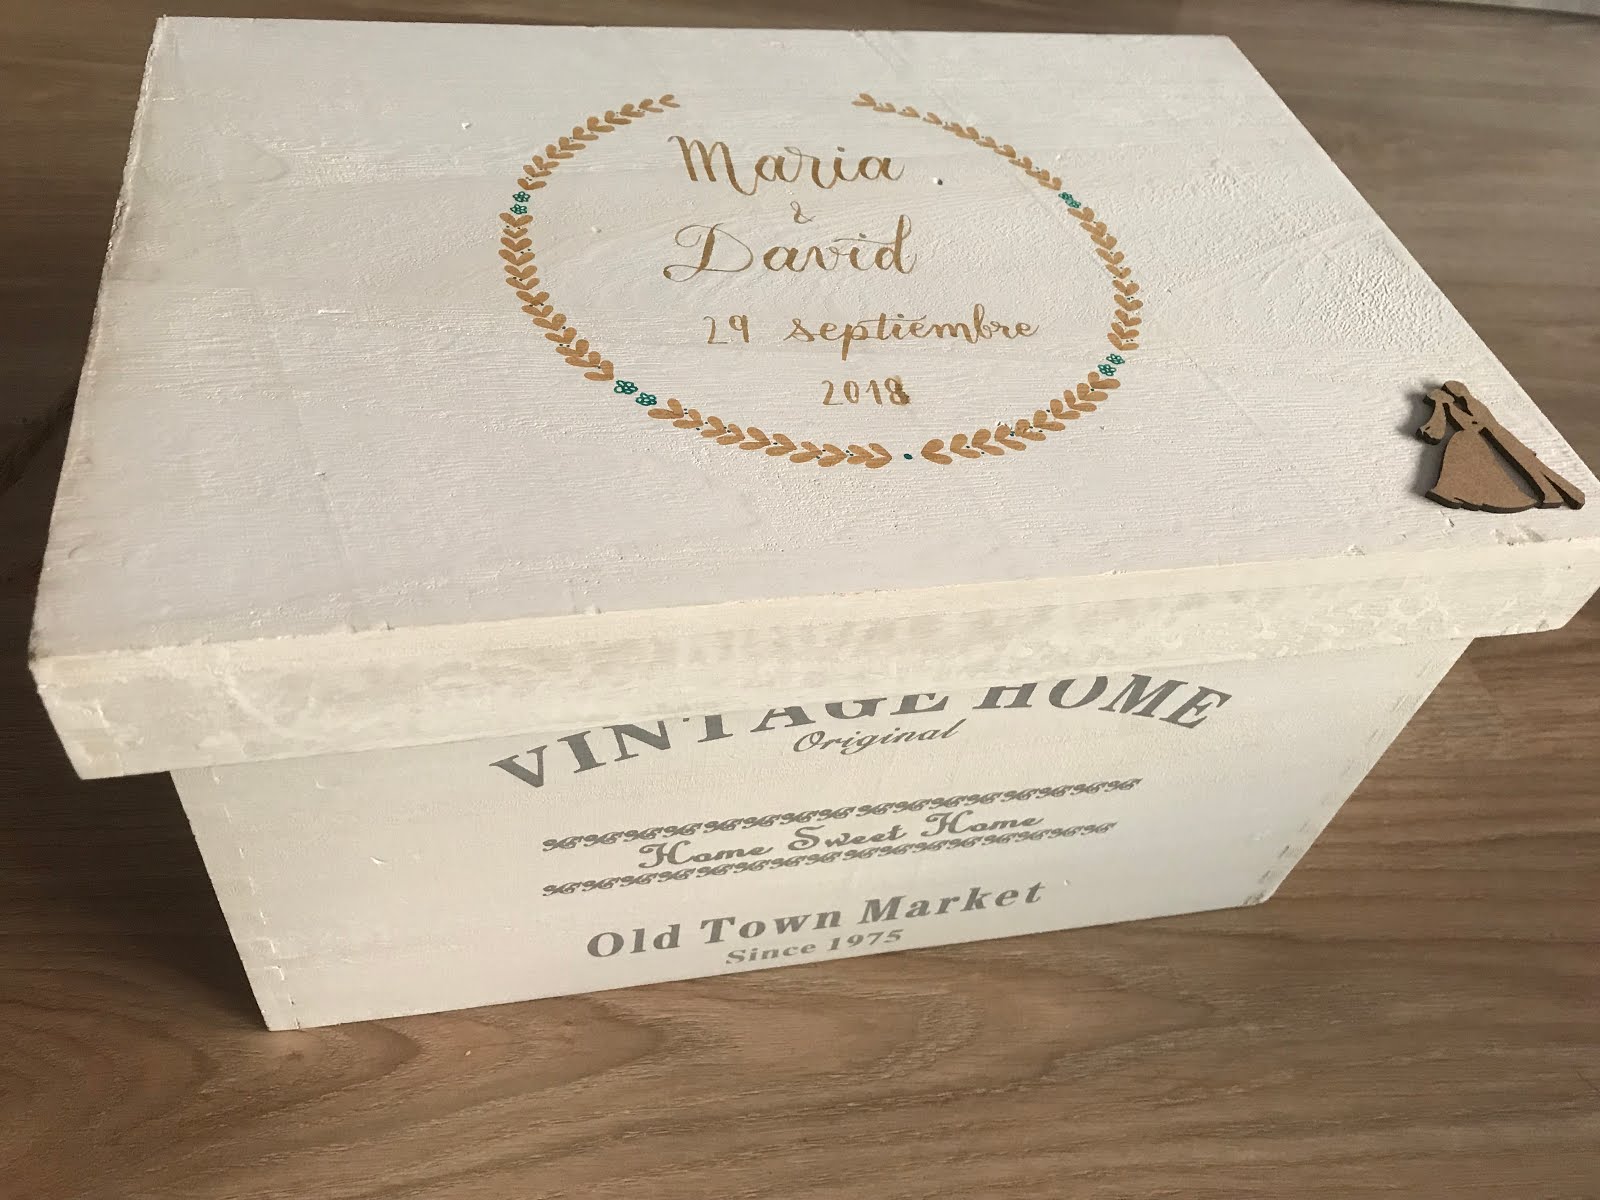 Maria
&
David
29 septiembre
2018
VINTAGE HOME
Original
Home Sweet Home
Old Town Market
Since 1975